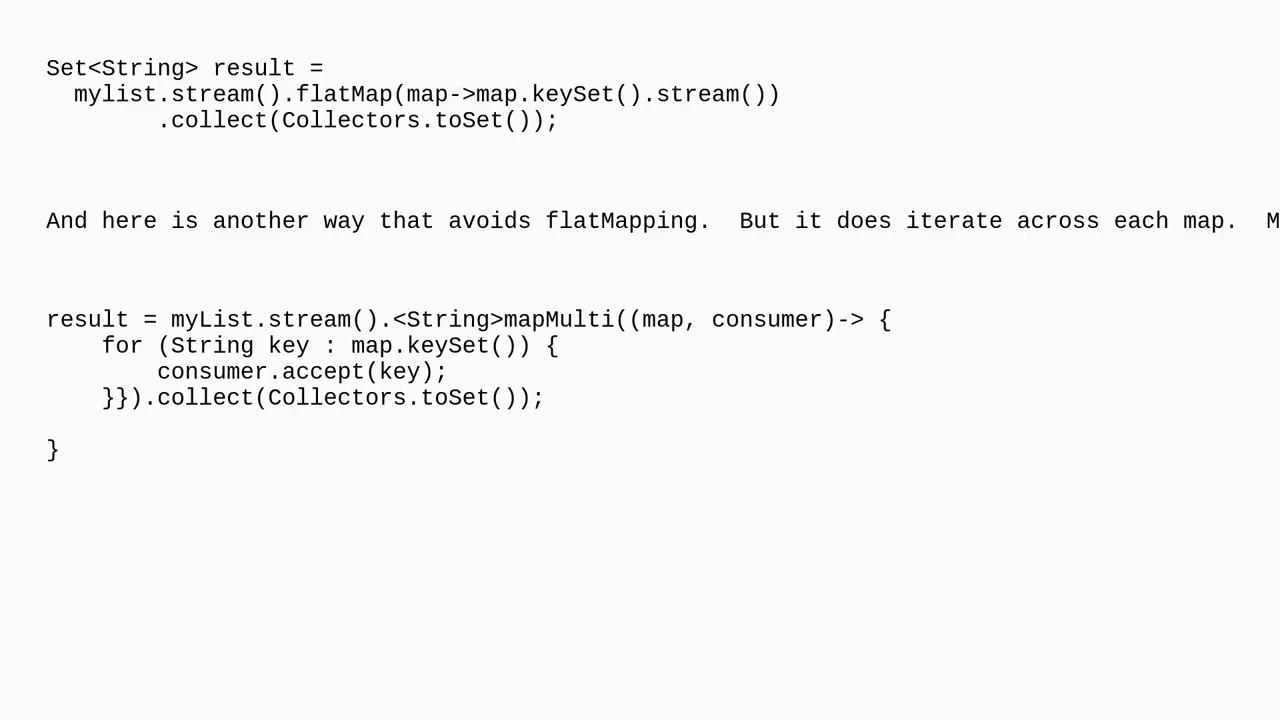 Set<String> result =
  mylist.stream().flatMap(map->map.keySet().stream())
        .collect(Collectors.toSet());
And here is another way that avoids flatMapping.  But it does iterate across each map.  M
result = myList.stream().<String>mapMulti((map, consumer)-> {
    for (String key : map.keySet()) {
        consumer.accept(key);
    }}).collect(Collectors.toSet());
}